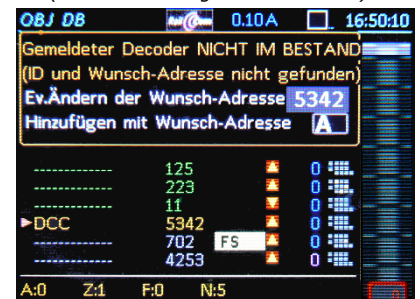 OBJ DB RailCom 0.10A 16:50:10
Gemeldeter Decoder NICHT IM BESTAND
(ID und Wunsch-Adresse nicht gefunden)
Ev.Ändern der Wunsch-Adresse 5342
Hinzufügen mit Wunsch-Adresse A
------------- 125 0
------------- 223 0
------------- 11 0
DCC 5342 0
------------- 702 FS 0
------------- 4253 0
A:0 Z:1 F:0 N:5